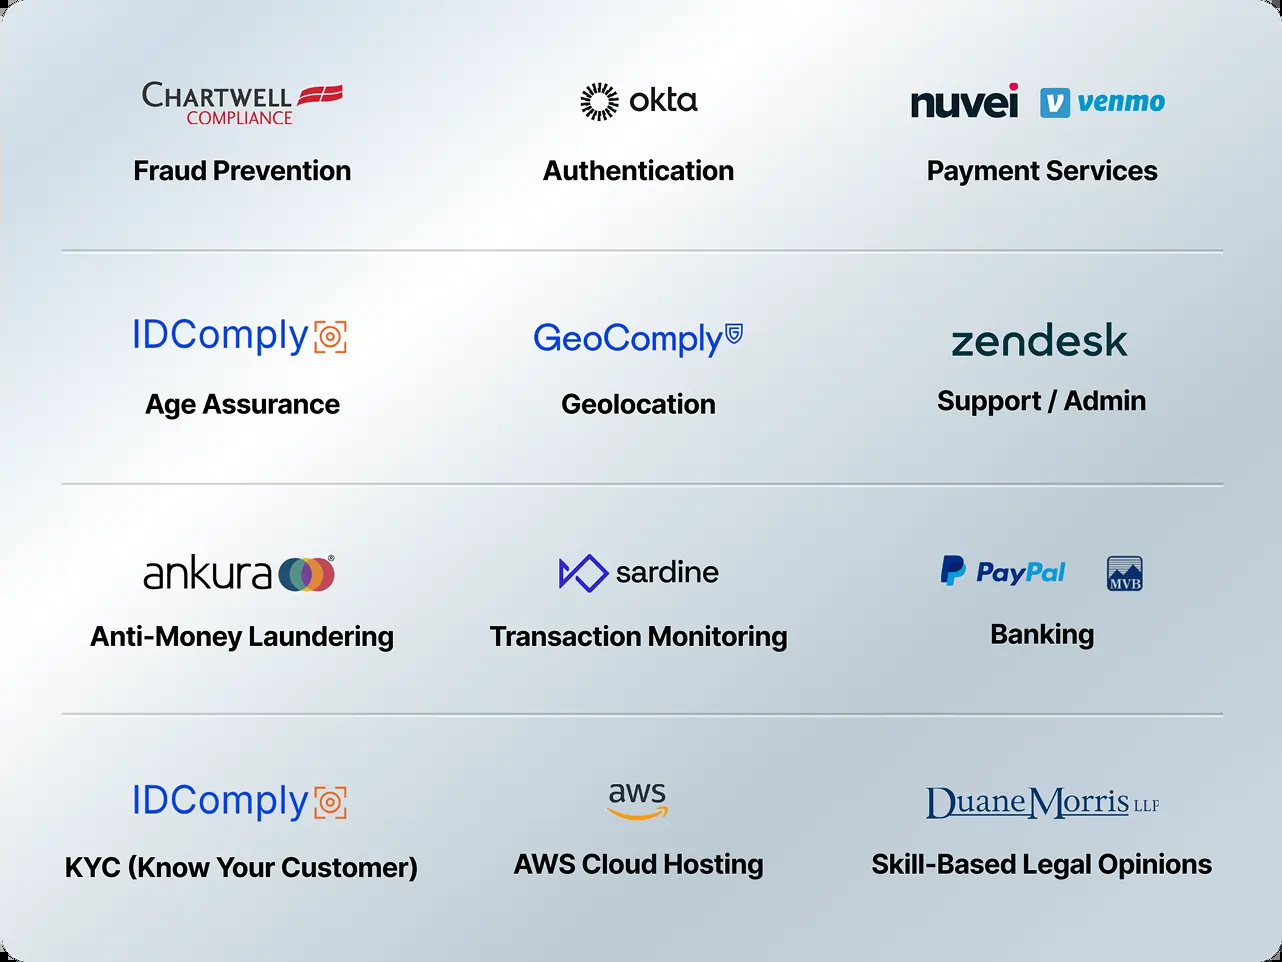 CHARTWELL
COMPLIANCE
okta
nuvei venmo
Fraud Prevention
Authentication
Payment Services
IDComply
GeoComply
zendesk
Age Assurance
Geolocation
Support / Admin
ankura®
sardine
PayPal
MVB
Anti-Money Laundering
Transaction Monitoring
Banking
IDComply
aws
DuaneMorris LLP
KYC (Know Your Customer)
AWS Cloud Hosting
Skill-Based Legal Opinions